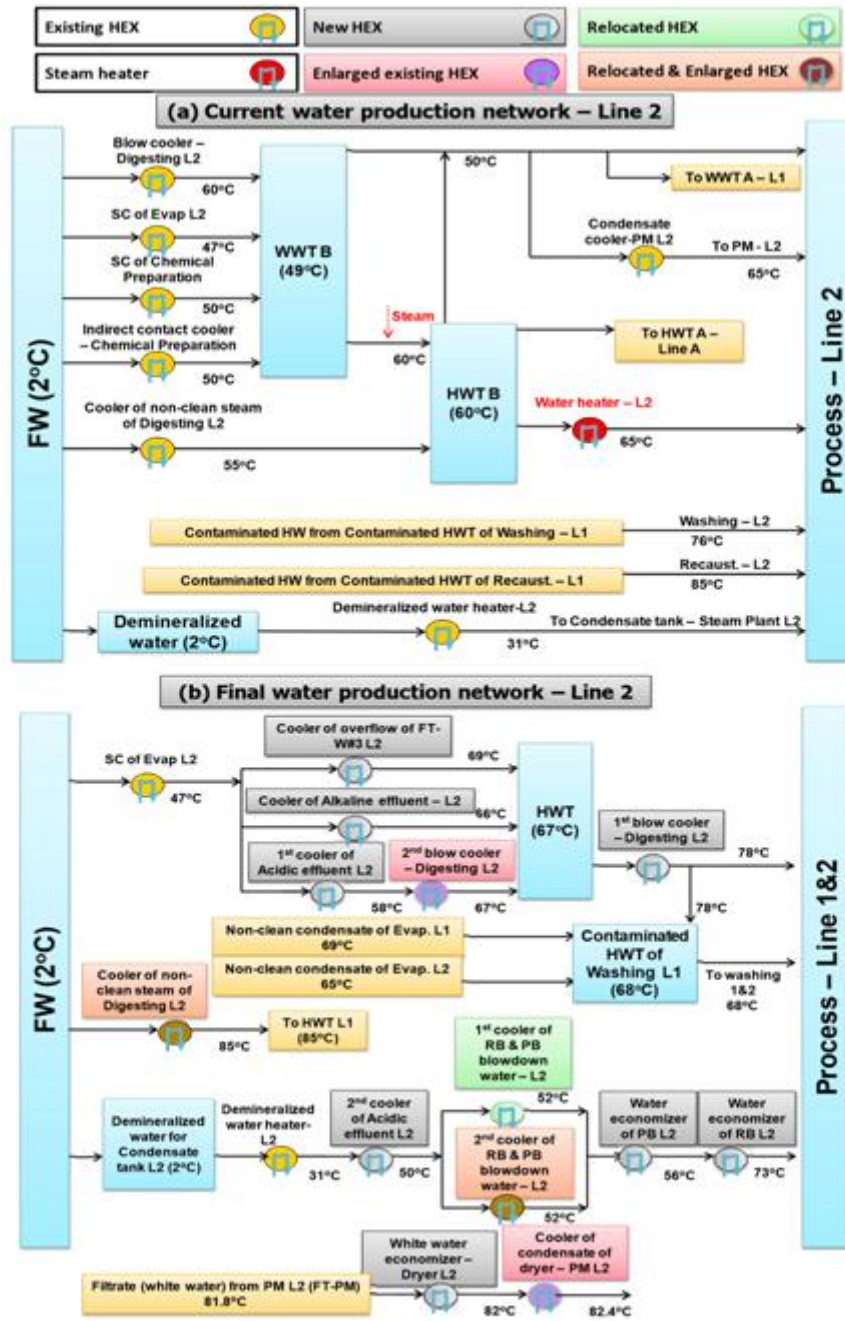 Existing HEX
New HEX
Relocated HEX
Steam heater
Enlarged existing HEX
Relocated & Enlarged HEX
(a) Current water production network – Line 2
FW (2°C)
Blow cooler –
Digesting L2
60°C
SC of Evap L2
47°C
SC of Chemical
Preparation
50°C
Indirect contact cooler
– Chemical Preparation
50°C
Cooler of non-clean steam
of Digesting L2
55°C
WWT B
(49°C)
Steam
60°C
HWT B
(60°C)
50°C
To WWT A – L1
Condensate
cooler-PM L2
To PM - L2
65°C
To HWT A –
Line A
Water heater – L2
65°C
Process – Line 2
Contaminated HW from Contaminated HWT of Washing – L1
Washing – L2
76°C
Contaminated HW from Contaminated HWT of Recaust. – L1
Recaust. – L2
85°C
Demineralized
water (2°C)
Demineralized water heater-L2
31°C
To Condensate tank – Steam Plant L2
(b) Final water production network – Line 2
FW (2°C)
SC of Evap L2
47°C
Cooler of overflow of FT-
W#3 L2
69°C
Cooler of Alkaline effluent – L2
66°C
1st cooler of
Acidic effluent L2
58°C
2nd blow cooler
– Digesting L2
67°C
HWT
(67°C)
1st blow cooler
– Digesting L2
78°C
78°C
Non-clean condensate of Evap. L1
69°C
Non-clean condensate of Evap. L2
65°C
Contaminated
HWT of
Washing L1
(68°C)
To washing
1&2
68°C
Process – Line 1&2
Cooler of non-
clean steam of
Digesting L2
85°C
To HWT L1
(85°C)
Demineralized
water for
Condensate
tank L2 (2°C)
Demineralized
water heater-
L2
31°C
2nd cooler
of Acidic
effluent L2
50°C
1st cooler of
RB & PB
blowdown
water – L2
52°C
2nd cooler of
RB & PB
blowdown
water – L2
52°C
Water
economizer
of PB L2
56°C
Water
economizer
of RB L2
73°C
Filtrate (white water) from PM L2 (FT-PM)
81.8°C
White water
economizer –
Dryer L2
82°C
Cooler of
condensate of
dryer – PM L2
82.4°C